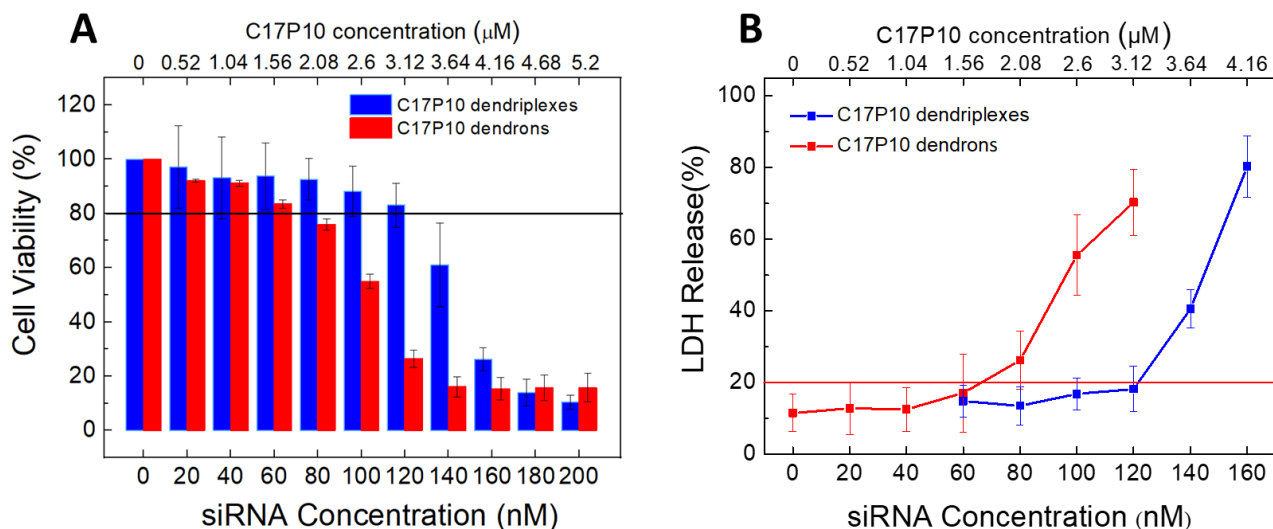 A
C17P10 concentration (μM)
0 0.52 1.04 1.56 2.08 2.6 3.12 3.64 4.16 4.68 5.2
C17P10 dendriplexes
C17P10 dendrons
Cell Viability (%)
120
100
80
60
40
20
0
0 20 40 60 80 100 120 140 160 180 200
siRNA Concentration (nM)
B
C17P10 concentration (µM)
0 0.52 1.04 1.56 2.08 2.6 3.12 3.64 4.16
C17P10 dendriplexes
C17P10 dendrons
LDH Release(%)
100
80
60
40
20
0
0 20 40 60 80 100 120 140 160
siRNA Concentration (nM)